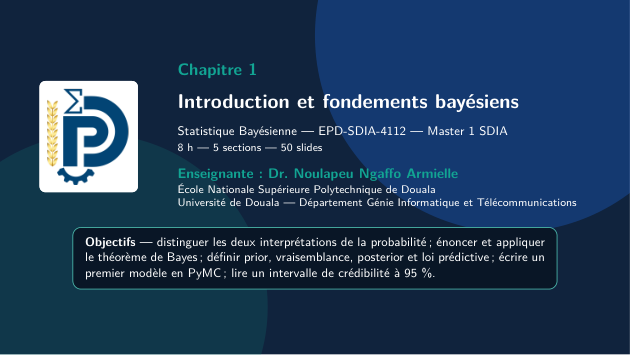 Chapitre 1
Introduction et fondements bayésiens
Statistique Bayésienne — EPD-SDIA-4112 — Master 1 SDIA
8 h — 5 sections — 50 slides
Enseignante : Dr. Noulapeu Ngaffo Armielle
École Nationale Supérieure Polytechnique de Douala
Université de Douala — Département Génie Informatique et Télécommunications
Objectifs — distinguer les deux interprétations de la probabilité ; énoncer et appliquer
le théorème de Bayes ; définir prior, vraisemblance, posterior et loi prédictive ; écrire un
premier modèle en PyMC ; lire un intervalle de crédibilité à 95 %.